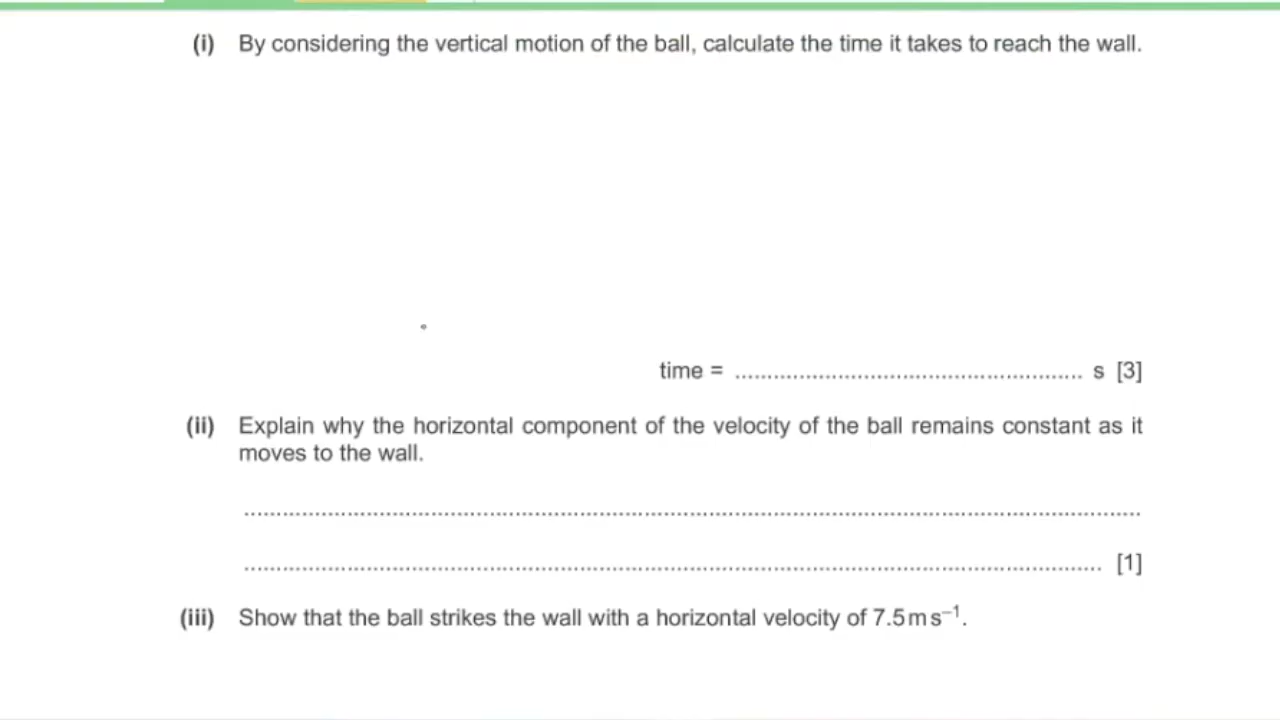 (i) By considering the vertical motion of the ball, calculate the time it takes to reach the wall.
time = ...................................................... s [3]
(ii) Explain why the horizontal component of the velocity of the ball remains constant as it
moves to the wall.
..........................................................................................................................................
.................................................................................................................................... [1]
(iii) Show that the ball strikes the wall with a horizontal velocity of 7.5 m s⁻¹.